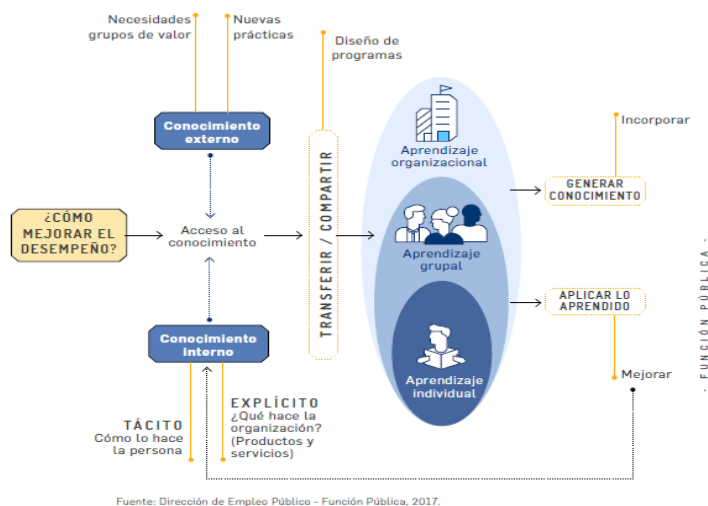 Necesidades
grupos de valor
Nuevas
prácticas
Diseño de
programas
Conocimiento
externo
Aprendizaje
organizacional
Incorporar
GENERAR
CONOCIMIENTO
¿CÓMO
MEJORAR EL
DESEMPEÑO?
Acceso al
conocimiento
TRANSFERIR / COMPARTIR
Aprendizaje
grupal
APLICAR LO
APRENDIDO
- FUNCIÓN PÚBLICA -
Conocimiento
interno
Aprendizaje
individual
Mejorar
TÁCITO
Cómo lo hace
la persona
EXPLÍCITO
¿Qué hace la
organización?
(Productos y
servicios)
Fuente: Dirección de Empleo Público - Función Pública, 2017.